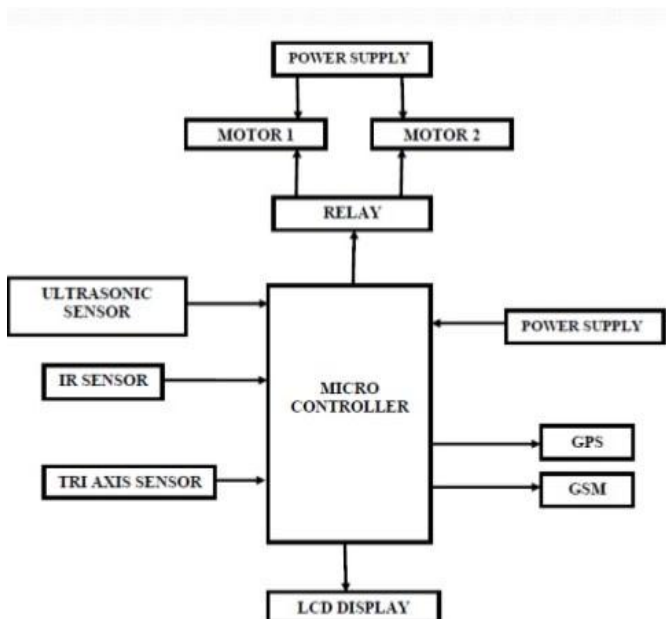 POWER SUPPLY
MOTOR 1
MOTOR 2
RELAY
ULTRASONIC
SENSOR
POWER SUPPLY
IR SENSOR
MICRO
CONTROLLER
GPS
TRI AXIS SENSOR
GSM
LCD DISPLAY